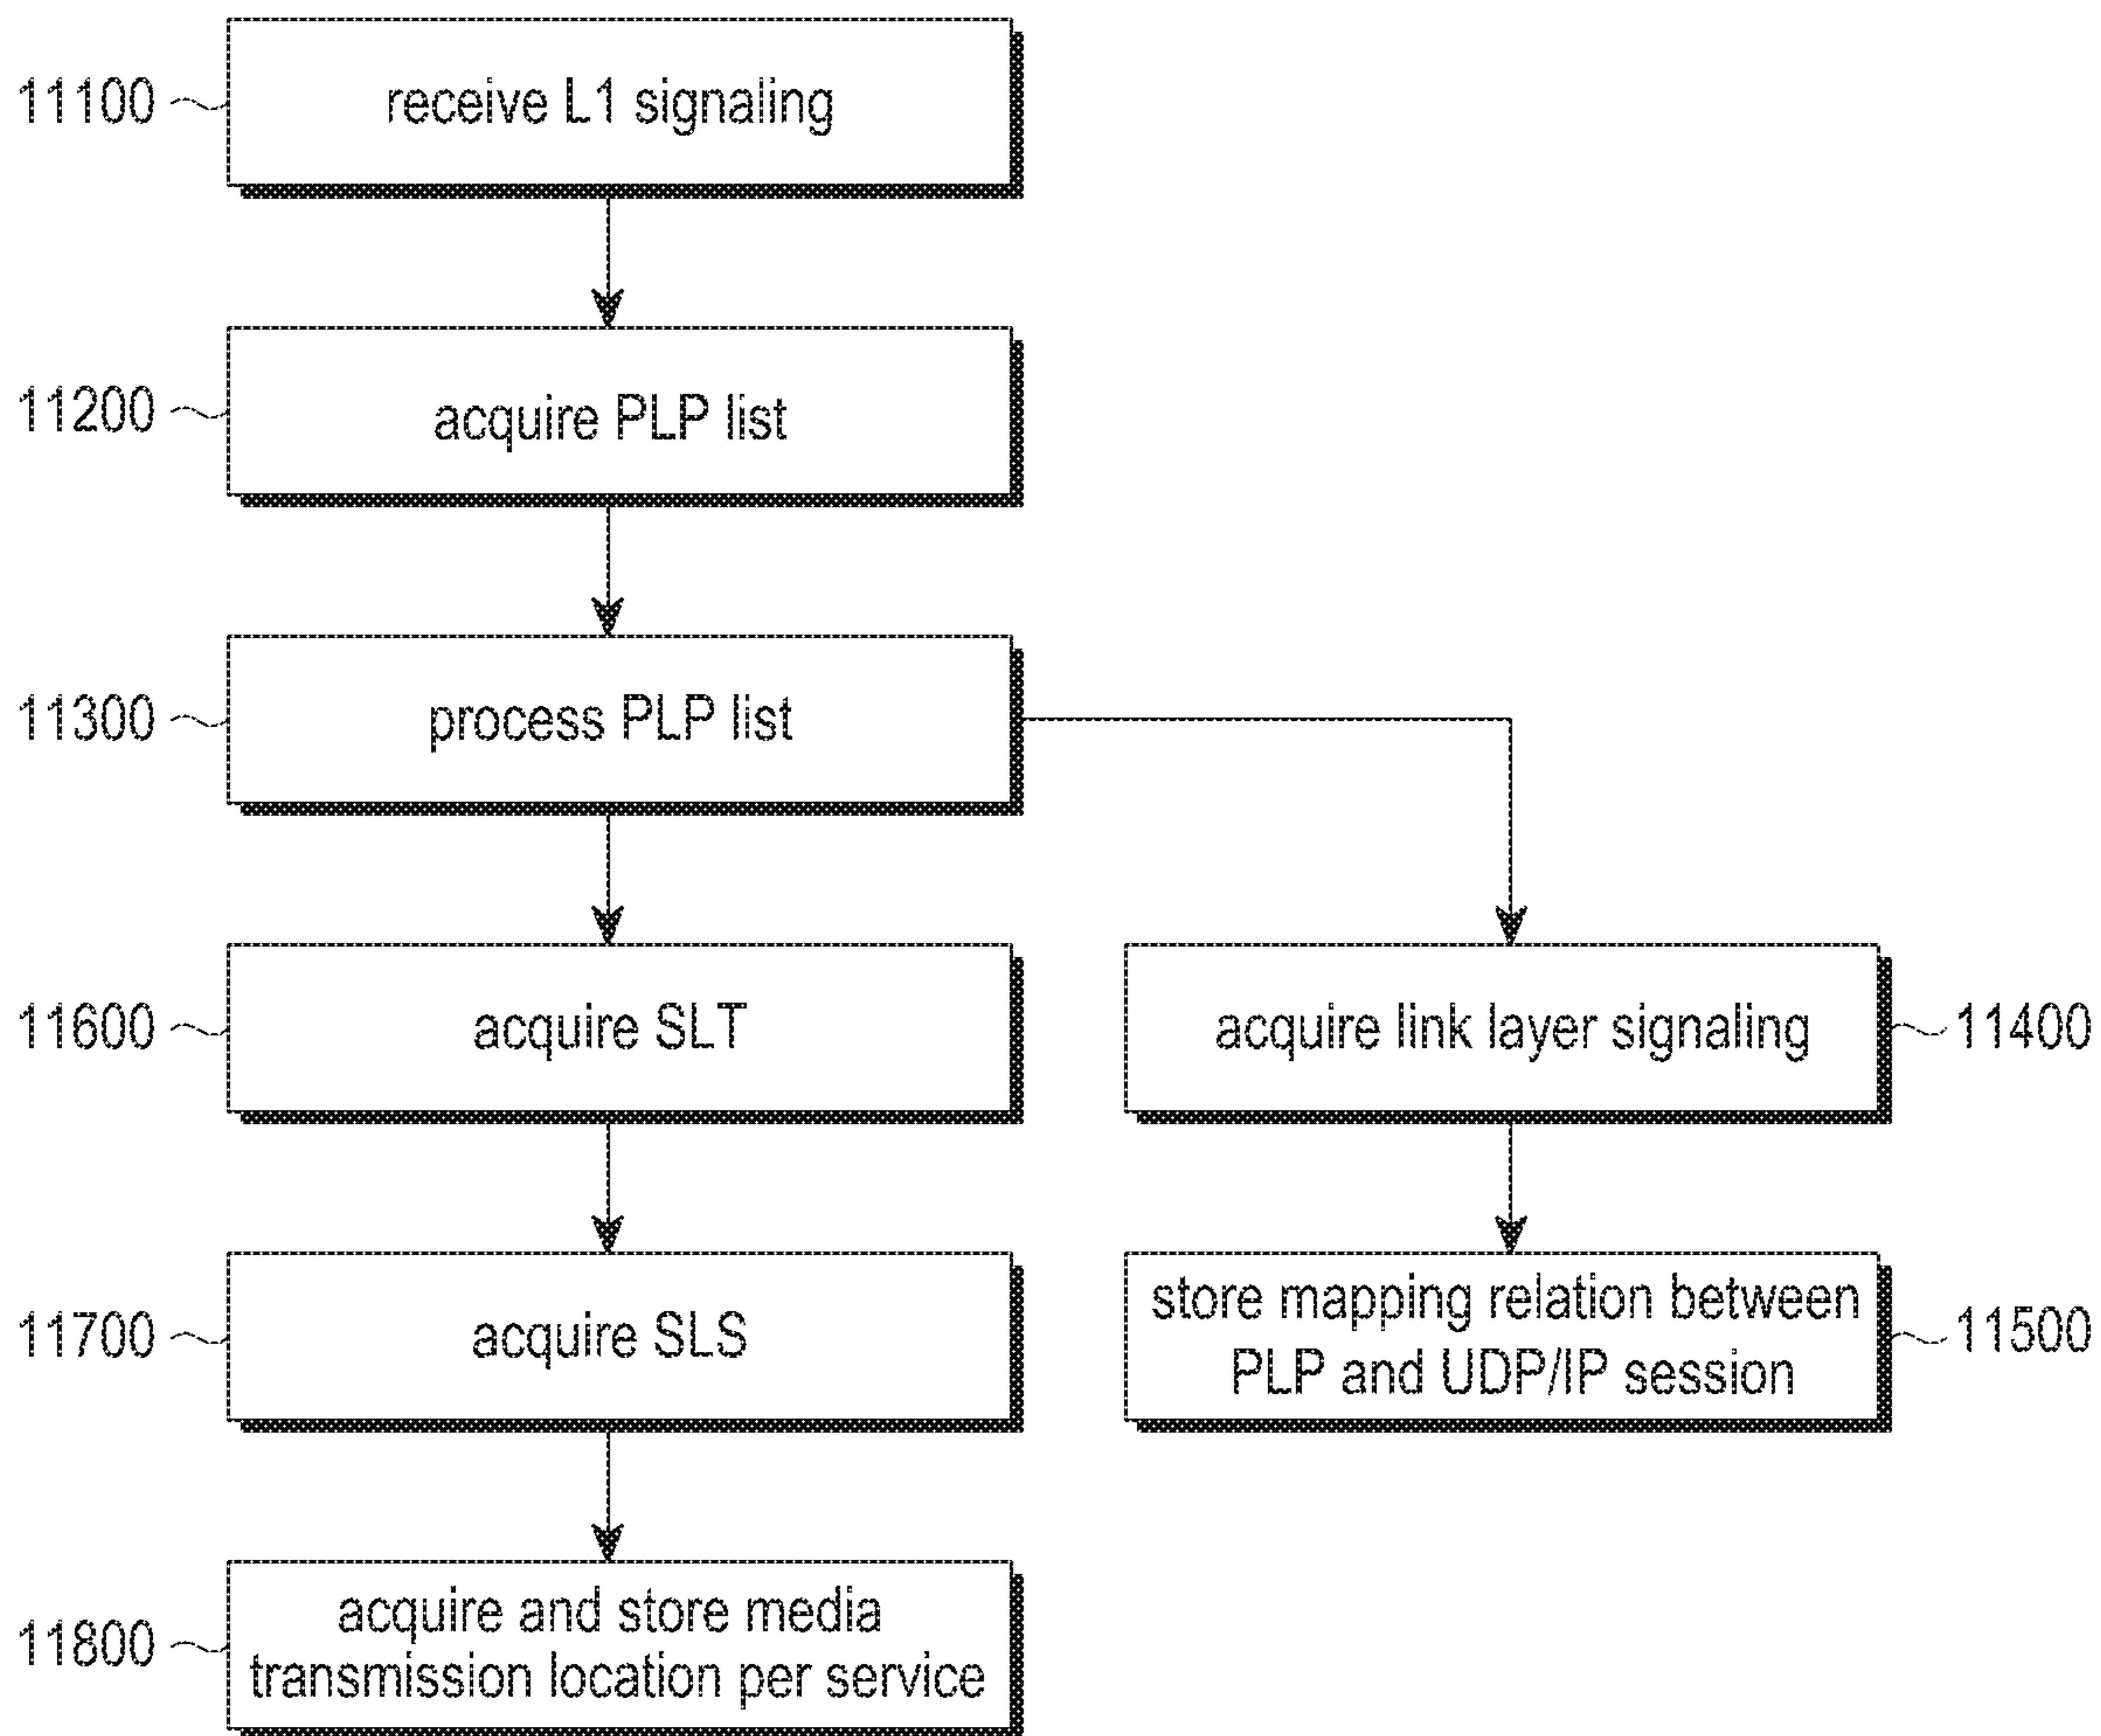 11100
receive L1 signaling
11200
acquire PLP list
11300
process PLP list
11600
acquire SLT
acquire link layer signaling
11400
11700
acquire SLS
store mapping relation between
PLP and UDP/IP session
11500
11800
acquire and store media
transmission location per service